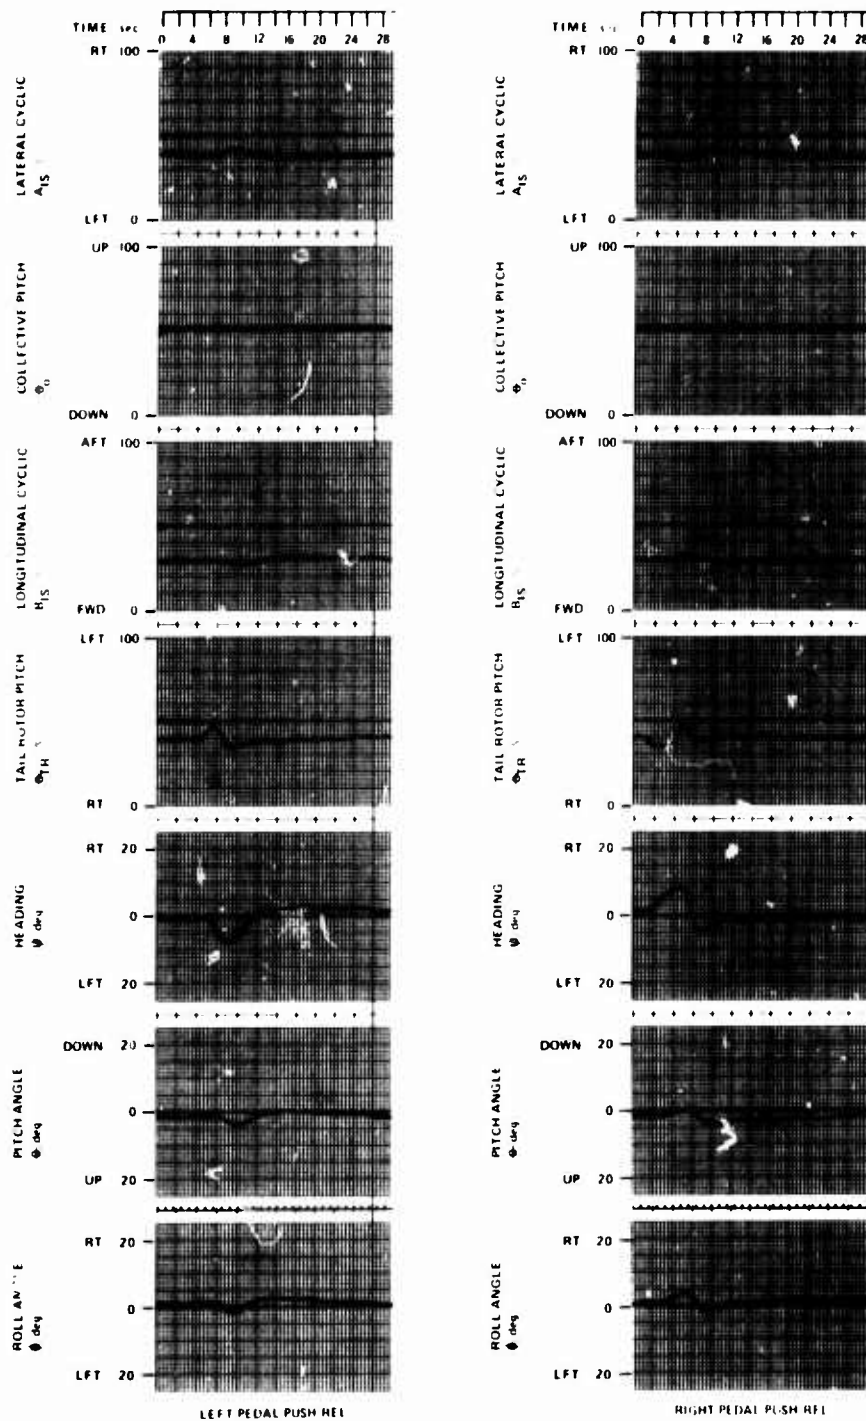 TIME sec
0 4 8 12 16 20 24 28
RT 100
LATERAL CYCLIC
A1S
LFT 0
UP 100
COLLECTIVE PITCH
DOWN 0
AFT 100
LONGITUDINAL CYCLIC
B1S
FWD 0
LFT 100
TAIL ROTOR PITCH
θTR
RT 0
RT 20
HEADING
ψ deg
0
LFT 20
DOWN 20
PITCH ANGLE
θ deg
0
UP 20
RT 20
ROLL
φ deg
0
LFT 20
LEFT PEDAL PUSH REL
TIME
0 4 8 12 16 20 24 28
RT 100
LATERAL CYCLIC
A1S
LFT 0
UP 100
COLLECTIVE PITCH
DOWN 0
AFT 100
LONGITUDINAL CYCLIC
B1S
FWD 0
LFT 100
TAIL ROTOR PITCH
θTR
RT 0
RT 20
HEADING
ψ deg
0
LFT 20
DOWN 20
PITCH ANGLE
θ deg
0
UP 20
RT 20
ROLL ANGLE
φ deg
0
LFT 20
RIGHT PEDAL PUSH REL